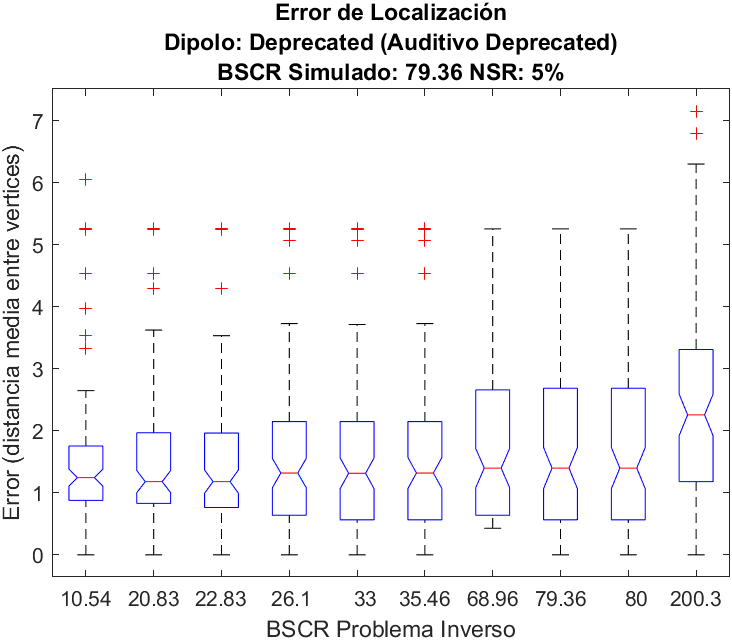 Error de Localización
Dipolo: Deprecated (Auditivo Deprecated)
BSCR Simulado: 79.36 NSR: 5%
Error (distancia media entre vertices)
7
6
5
4
3
2
1
0
10.54 20.83 22.83 26.1 33 35.46 68.96 79.36 80 200.3
BSCR Problema Inverso